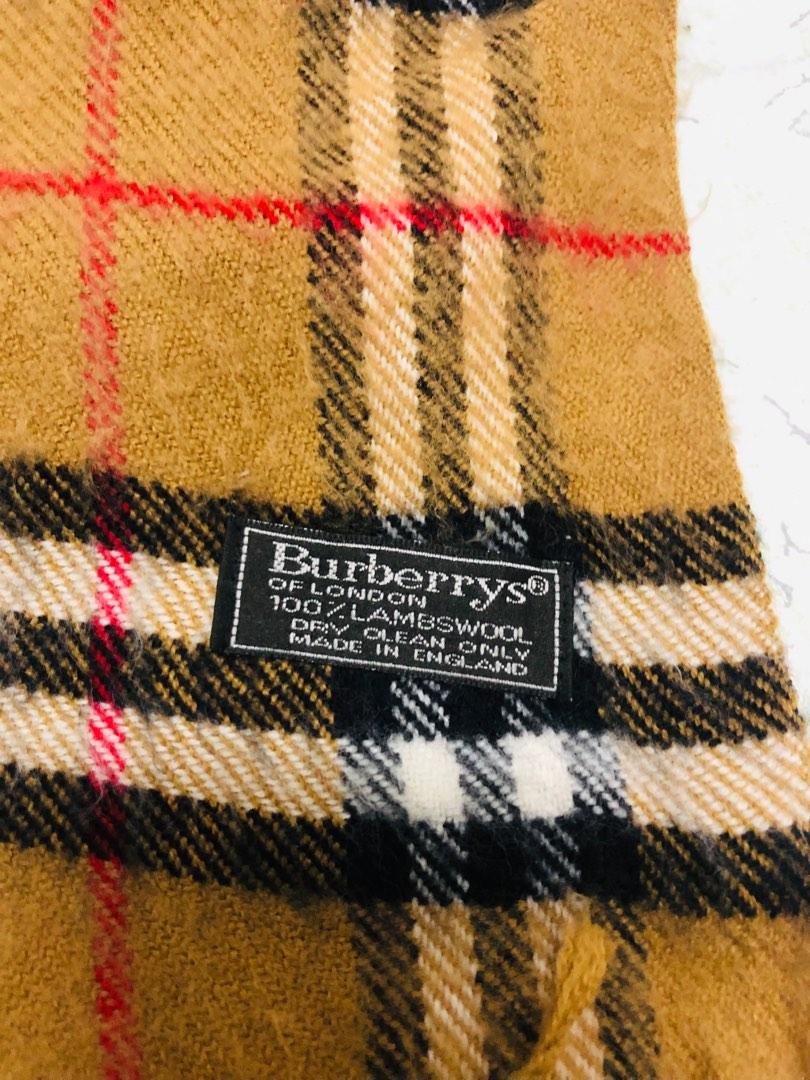 Burberrys®
OF LONDON
100% LAMBSWOOL
DRY CLEAN ONLY
MADE IN ENGLAND